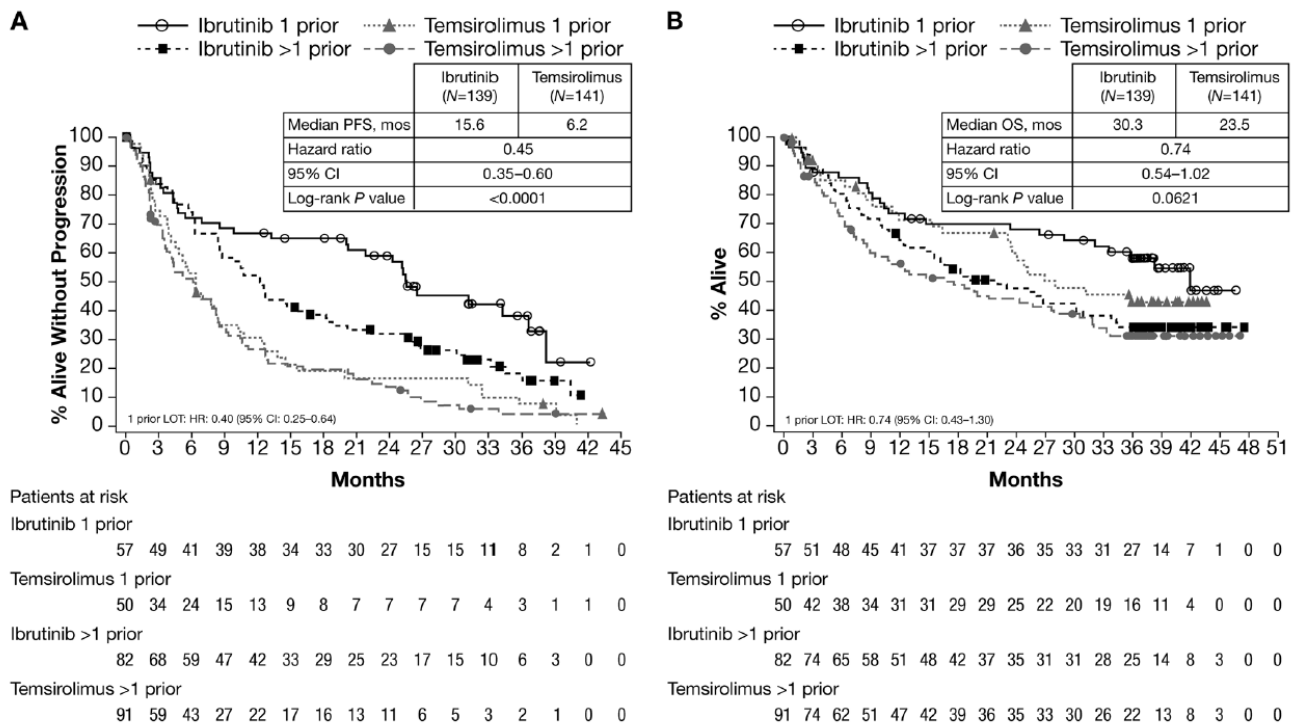 A
Ibrutinib 1 prior Temsirolimus 1 prior
Ibrutinib >1 prior Temsirolimus >1 prior
Ibrutinib (N=139) Temsirolimus (N=141)
Median PFS, mos 15.6 6.2
Hazard ratio 0.45
95% CI 0.35–0.60
Log-rank P value <0.0001
% Alive Without Progression
100
90
80
70
60
50
40
30
20
10
0
1 prior LOT: HR: 0.40 (95% CI: 0.25–0.64)
0 3 6 9 12 15 18 21 24 27 30 33 36 39 42 45
Months
Patients at risk
Ibrutinib 1 prior
57 49 41 39 38 34 33 30 27 15 15 11 8 2 1 0
Temsirolimus 1 prior
50 34 24 15 13 9 8 7 7 7 7 4 3 1 1 0
Ibrutinib >1 prior
82 68 59 47 42 33 29 25 23 17 15 10 6 3 0 0
Temsirolimus >1 prior
91 59 43 27 22 17 16 13 11 6 5 3 2 1 0 0
B
Ibrutinib 1 prior Temsirolimus 1 prior
Ibrutinib >1 prior Temsirolimus >1 prior
Ibrutinib (N=139) Temsirolimus (N=141)
Median OS, mos 30.3 23.5
Hazard ratio 0.74
95% CI 0.54–1.02
Log-rank P value 0.0621
% Alive
100
90
80
70
60
50
40
30
20
10
0
1 prior LOT: HR: 0.74 (95% CI: 0.43–1.30)
0 3 6 9 12 15 18 21 24 27 30 33 36 39 42 45 48 51
Months
Patients at risk
Ibrutinib 1 prior
57 51 48 45 41 37 37 37 36 35 33 31 27 14 7 1 0 0
Temsirolimus 1 prior
50 42 38 34 31 31 29 29 25 22 20 19 16 11 4 0 0 0
Ibrutinib >1 prior
82 74 65 58 51 48 42 37 35 31 31 28 25 14 8 3 0 0
Temsirolimus >1 prior
91 74 62 51 47 42 39 36 35 34 30 26 22 13 8 3 0 0